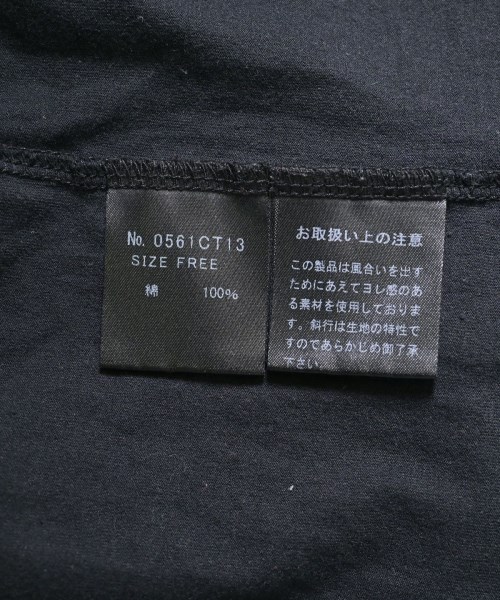 No. 0561CT13
SIZE FREE
綿 100%
お取扱い上の注意
この製品は風合いを出す
ためにあえてヨレ感のあ
る素材を使用しておりま
す。斜行は生地の特性で
すのであらかじめ御了承
下さい。